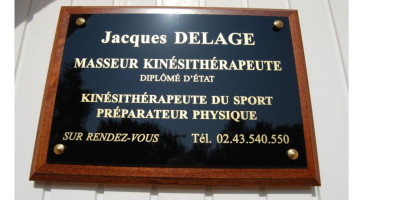 Jacques DELAGE
MASSEUR KINÉSITHÉRAPEUTE
DIPLÔMÉ D'ÉTAT
KINÉSITHÉRAPEUTE DU SPORT
PRÉPARATEUR PHYSIQUE
SUR RENDEZ-VOUS Tél. 02.43.540.550